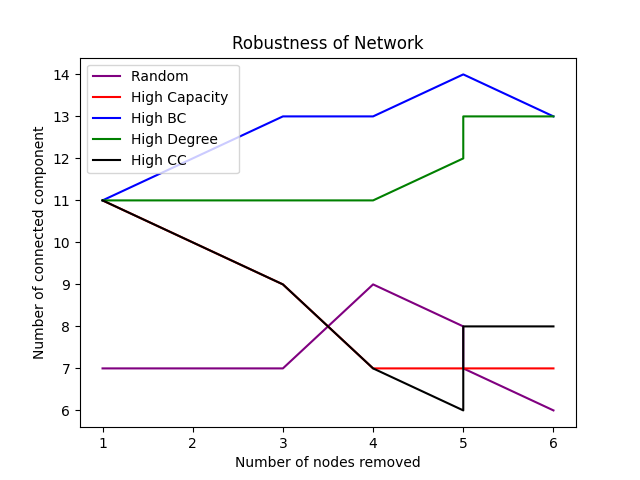 Robustness of Network
Random
High Capacity
High BC
High Degree
High CC
Number of connected component
14
13
12
11
10
9
8
7
6
1 2 3 4 5 6
Number of nodes removed